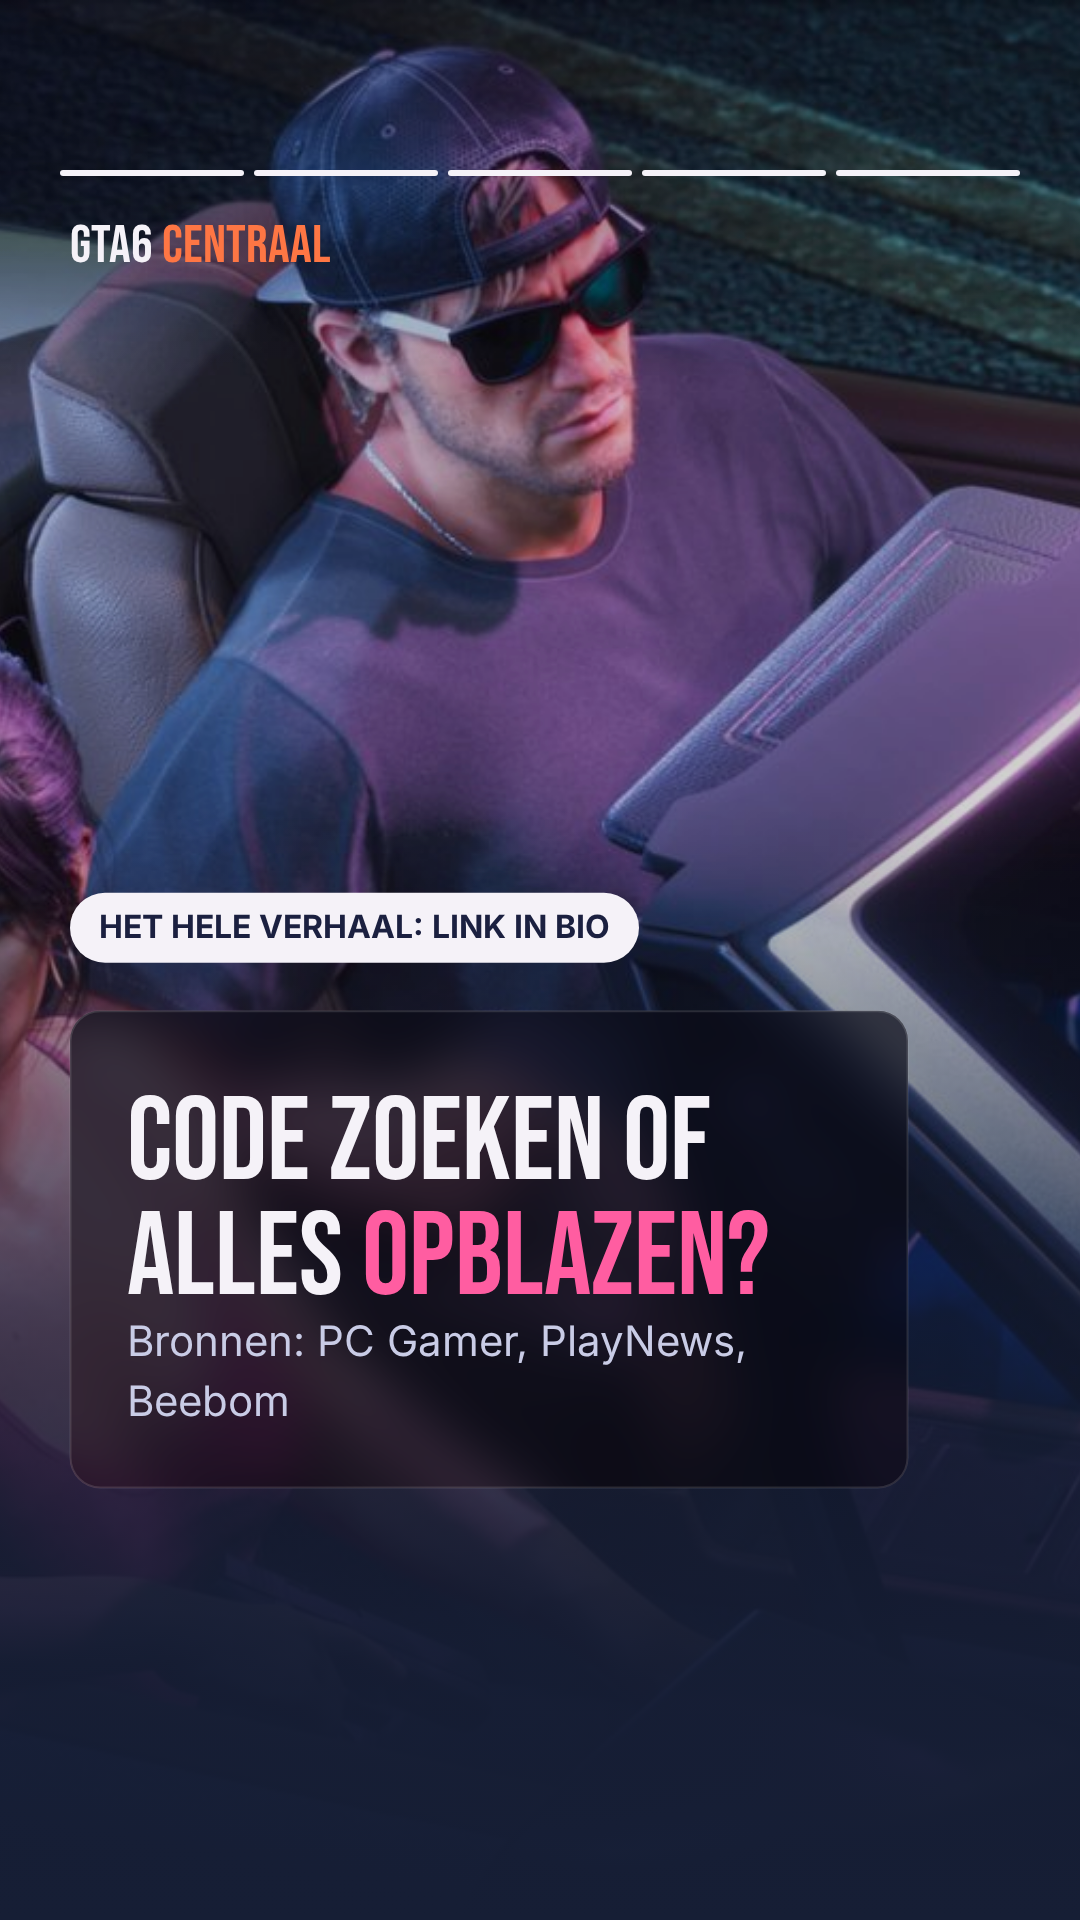 GTA6 CENTRAAL
HET HELE VERHAAL: LINK IN BIO
CODE ZOEKEN OF
ALLES OPBLAZEN?
Bronnen: PC Gamer, PlayNews,
Beebom